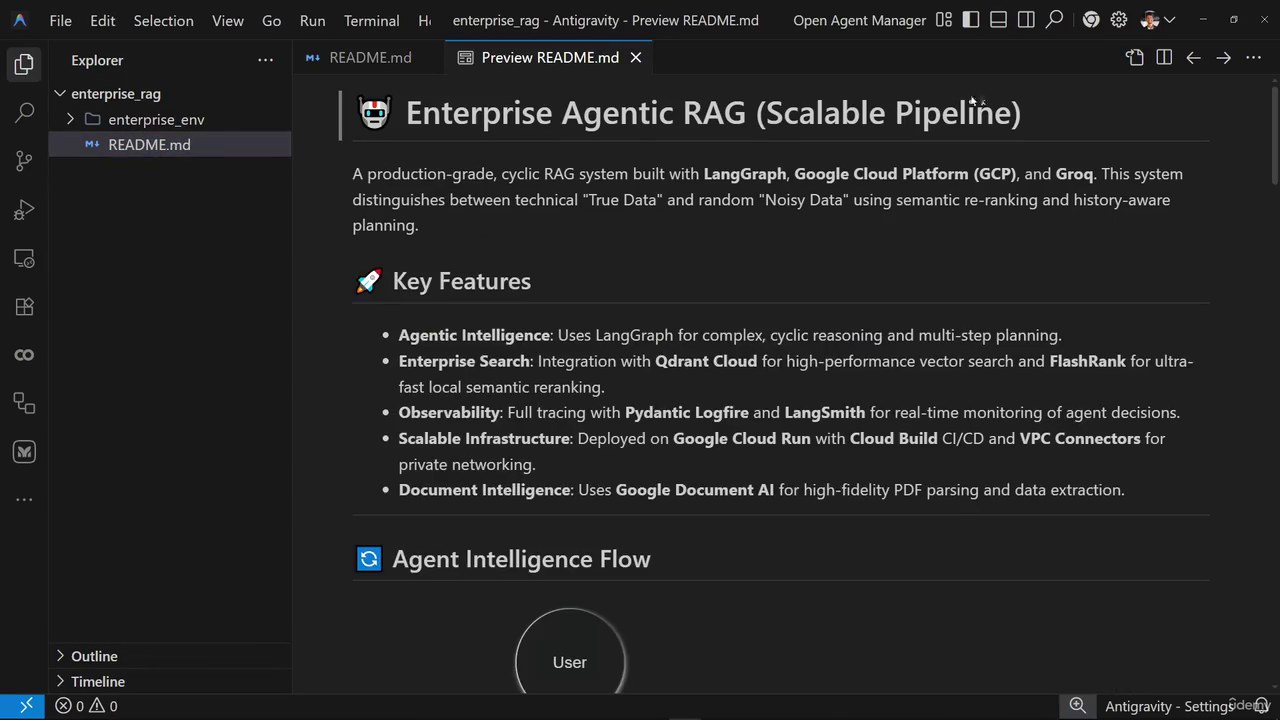 File Edit Selection View Go Run Terminal H enterprise_rag - Antigravity - Preview README.md Open Agent Manager
Explorer
README.md Preview README.md
enterprise_rag
enterprise_env
README.md
Enterprise Agentic RAG (Scalable Pipeline)
A production-grade, cyclic RAG system built with LangGraph, Google Cloud Platform (GCP), and Groq. This system
distinguishes between technical "True Data" and random "Noisy Data" using semantic re-ranking and history-aware
planning.
Key Features
Agentic Intelligence: Uses LangGraph for complex, cyclic reasoning and multi-step planning.
Enterprise Search: Integration with Qdrant Cloud for high-performance vector search and FlashRank for ultra-
fast local semantic reranking.
Observability: Full tracing with Pydantic Logfire and LangSmith for real-time monitoring of agent decisions.
Scalable Infrastructure: Deployed on Google Cloud Run with Cloud Build CI/CD and VPC Connectors for
private networking.
Document Intelligence: Uses Google Document AI for high-fidelity PDF parsing and data extraction.
Agent Intelligence Flow
User
Outline
Timeline
0 0 Antigravity - Settings
udemy